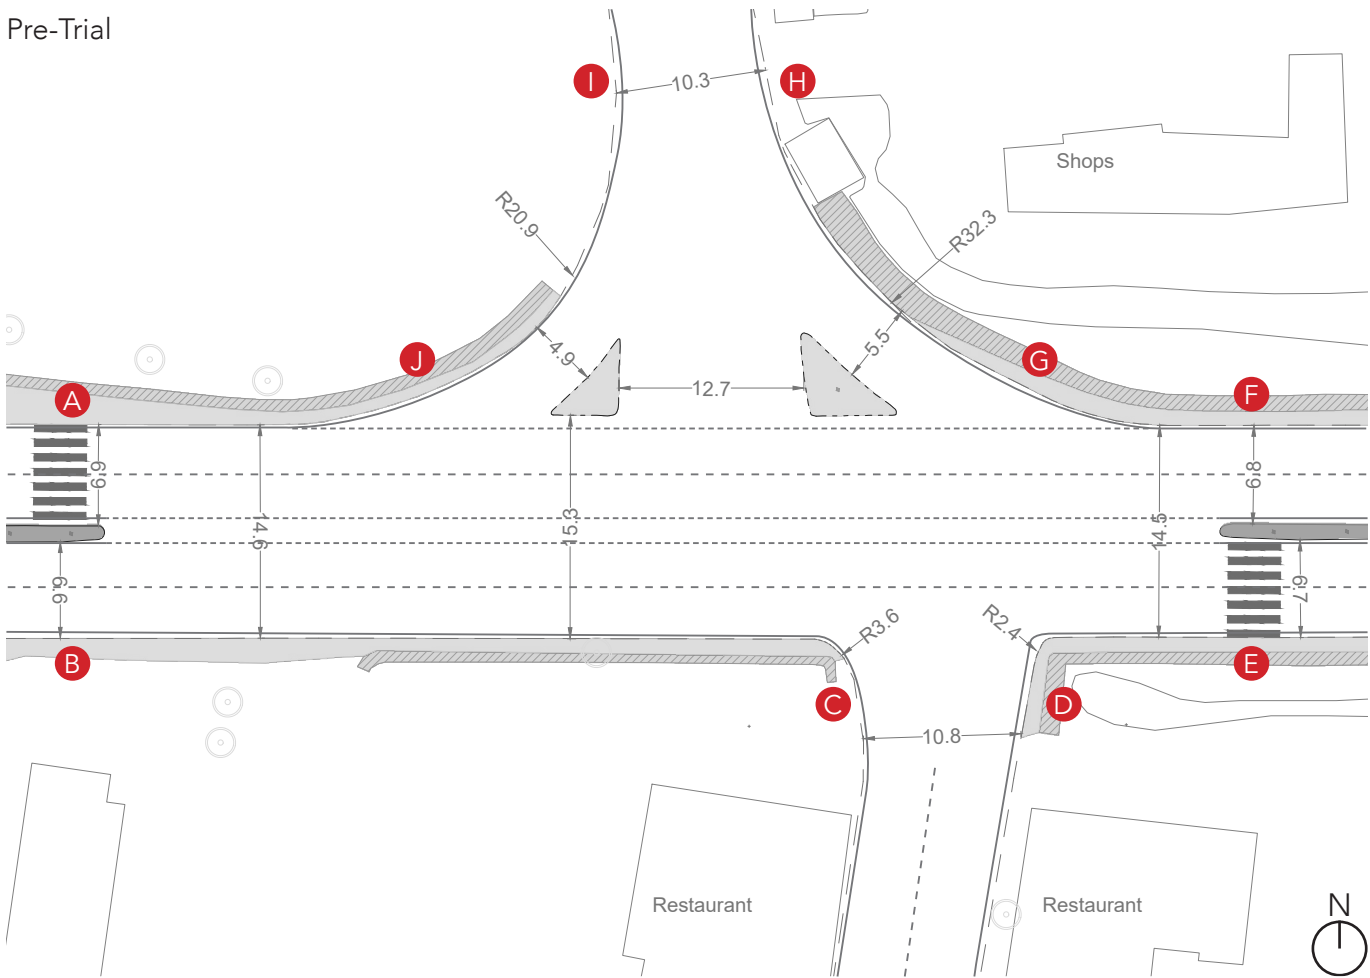 Pre-Trial
I
10.3
H
Shops
R20.9
R32.3
J
4.9
12.7
5.5
G
A
F
6.9
14.6
15.3
14.5
6.8
6.6
6.7
R3.6
R2.4
B
E
C
D
10.8
Restaurant
Restaurant
N